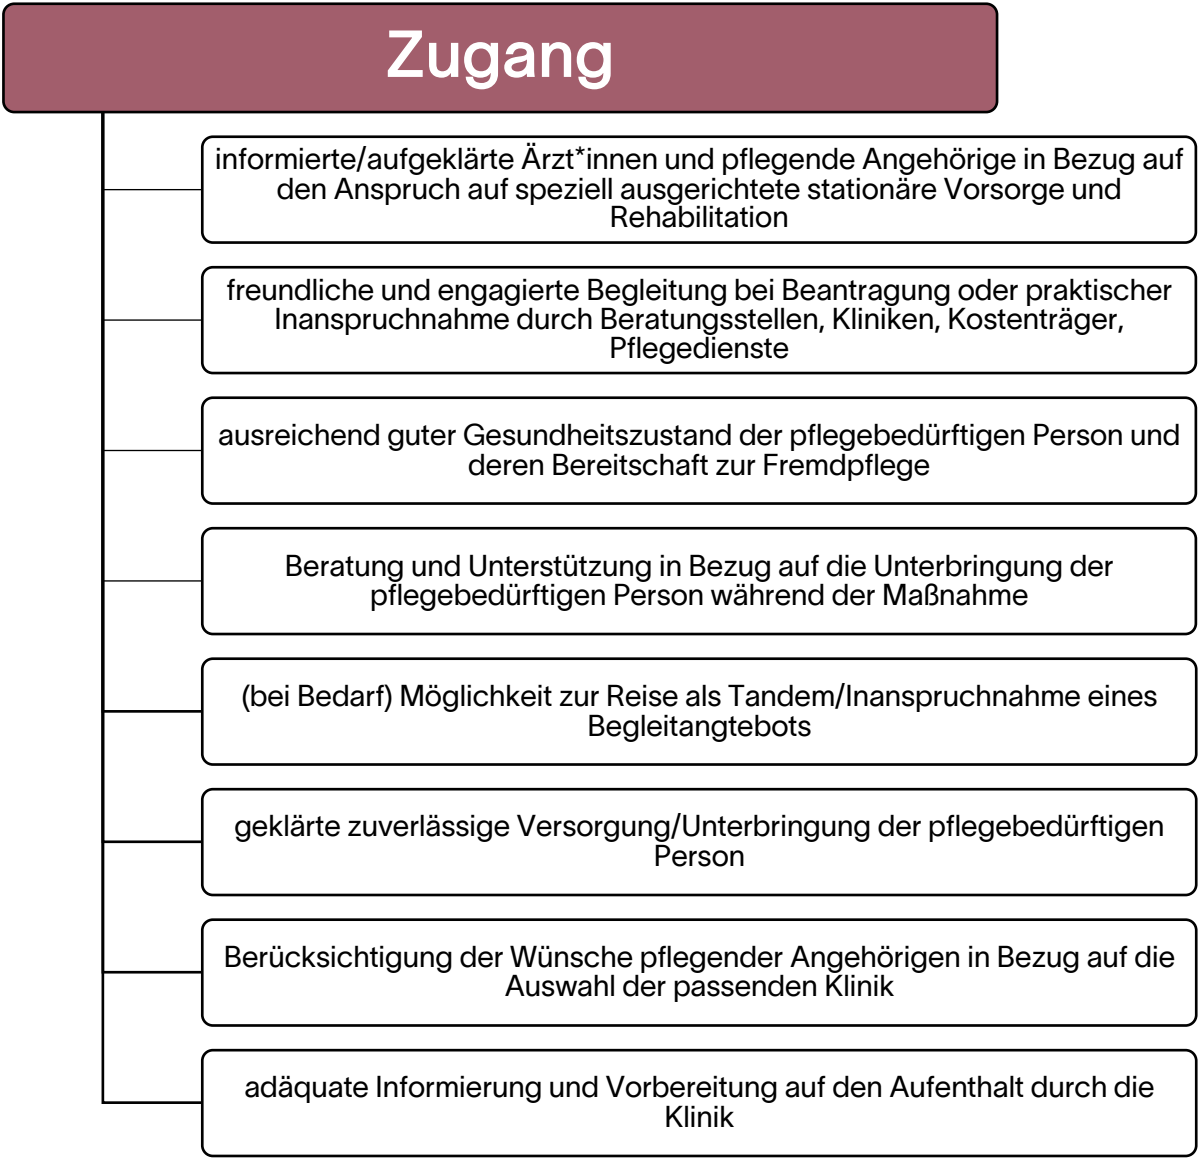 Zugang
informierte/aufgeklärte Ärzt*innen und pflegende Angehörige in Bezug auf
den Anspruch auf speziell ausgerichtete stationäre Vorsorge und
Rehabilitation
freundliche und engagierte Begleitung bei Beantragung oder praktischer
Inanspruchnahme durch Beratungsstellen, Kliniken, Kostenträger,
Pflegedienste
ausreichend guter Gesundheitszustand der pflegebedürftigen Person und
deren Bereitschaft zur Fremdpflege
Beratung und Unterstützung in Bezug auf die Unterbringung der
pflegebedürftigen Person während der Maßnahme
(bei Bedarf) Möglichkeit zur Reise als Tandem/Inanspruchnahme eines
Begleitangtebots
geklärte zuverlässige Versorgung/Unterbringung der pflegebedürftigen
Person
Berücksichtigung der Wünsche pflegender Angehörigen in Bezug auf die
Auswahl der passenden Klinik
adäquate Informierung und Vorbereitung auf den Aufenthalt durch die
Klinik